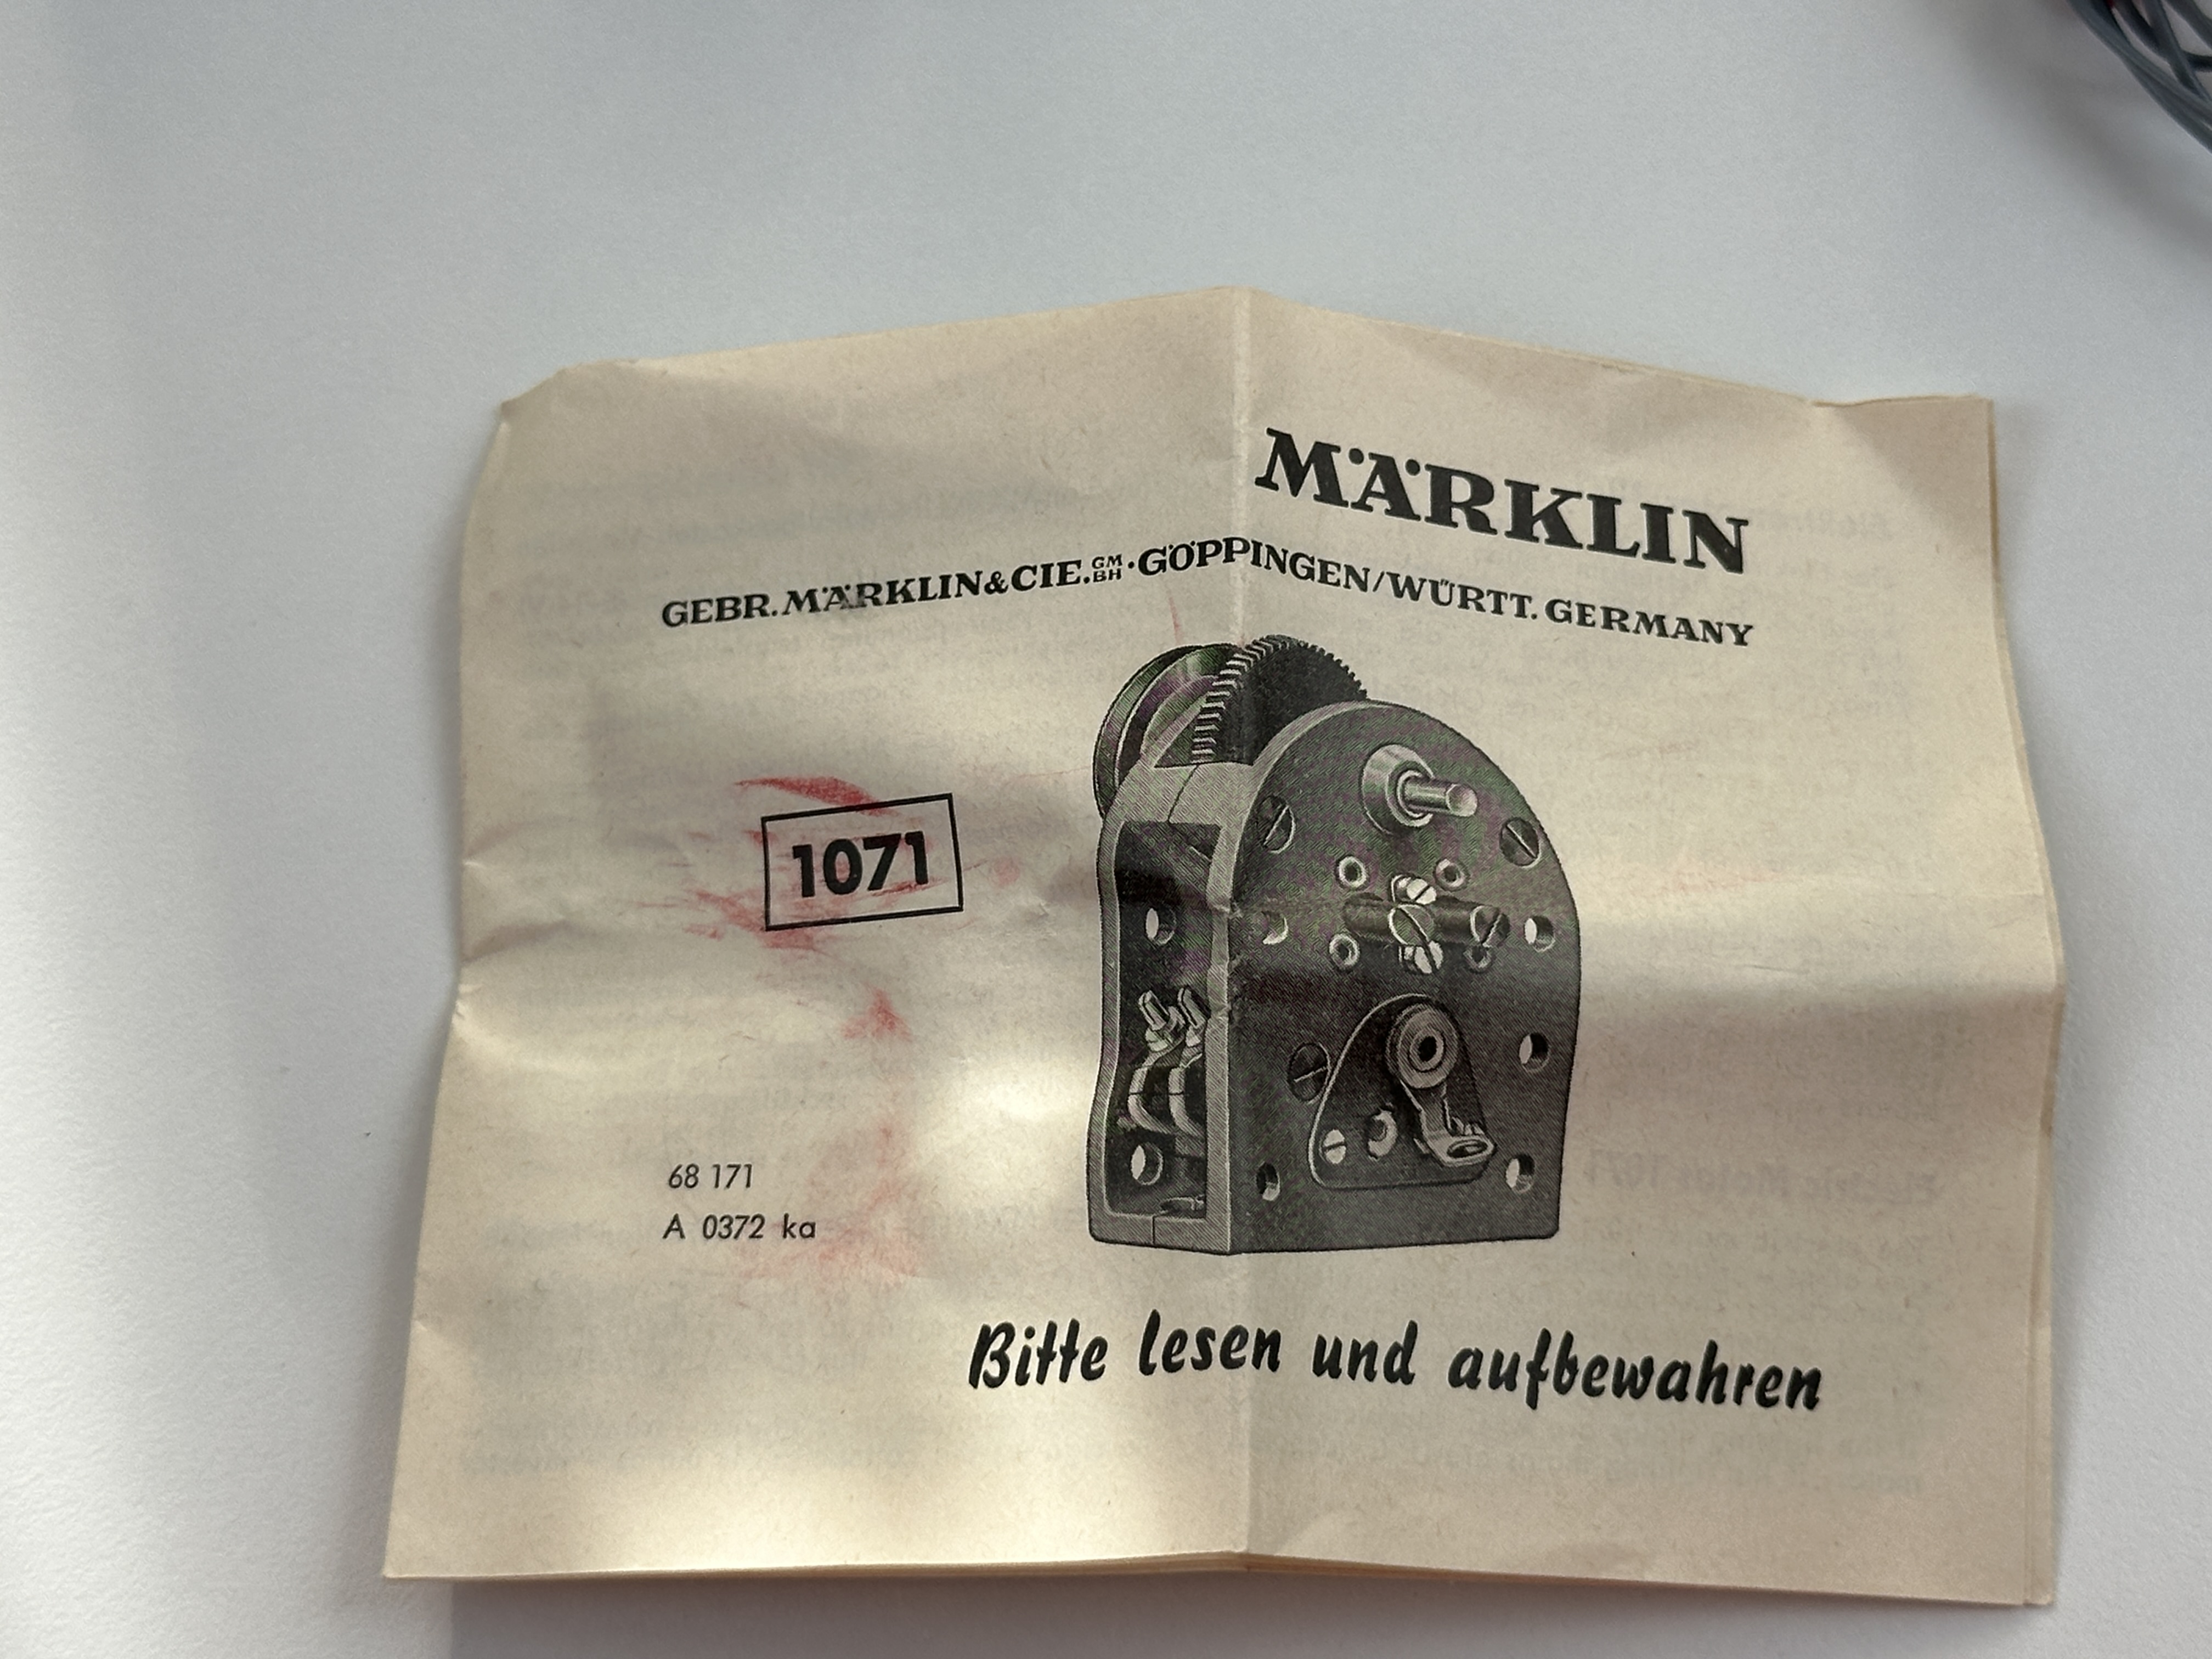 MÄRKLIN
GEBR. MÄRKLIN & CIE. GMBH · GÖPPINGEN/WÜRTT. GERMANY
1071
68 171
A 0372 ka
Bitte lesen und aufbewahren